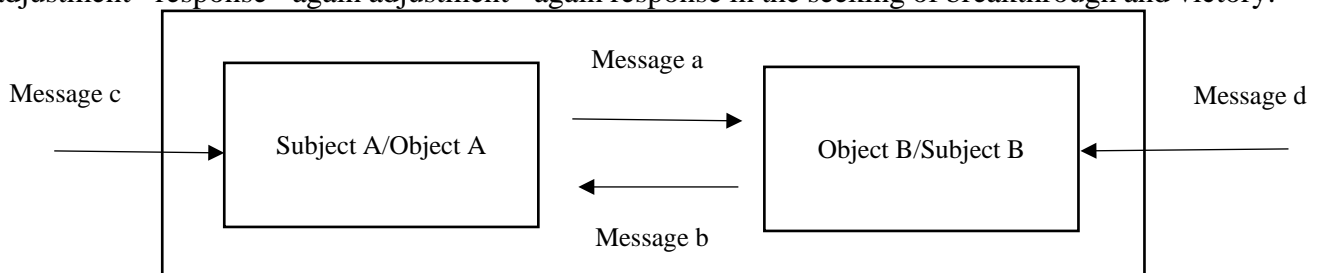 response - again adjustment - again response in the seeking of breakthrough and victory.
Message a
Message c
Message d
Subject A/Object A
Object B/Subject B
Message b